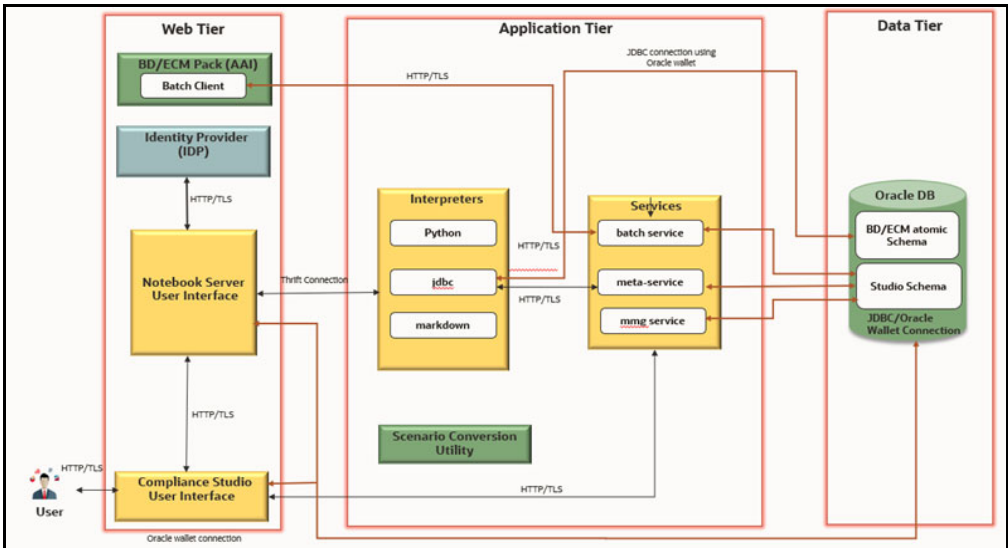 Web Tier
Application Tier
Data Tier
BD/ECM Pack (AAI)
Batch Client
HTTP/TLS
JDBC connection using
Oracle wallet
Identity Provider
(IDP)
HTTP/TLS
Interpreters
Python
jdbc
markdown
HTTP/TLS
HTTP/TLS
Services
batch service
meta-service
mmg service
Oracle DB
BD/ECM atomic
Schema
Studio Schema
JDBC/Oracle
Wallet Connection
Notebook Server
User Interface
Thrift Connection
HTTP/TLS
Scenario Conversion
Utility
HTTP/TLS
User
Compliance Studio
User Interface
HTTP/TLS
Oracle wallet connection